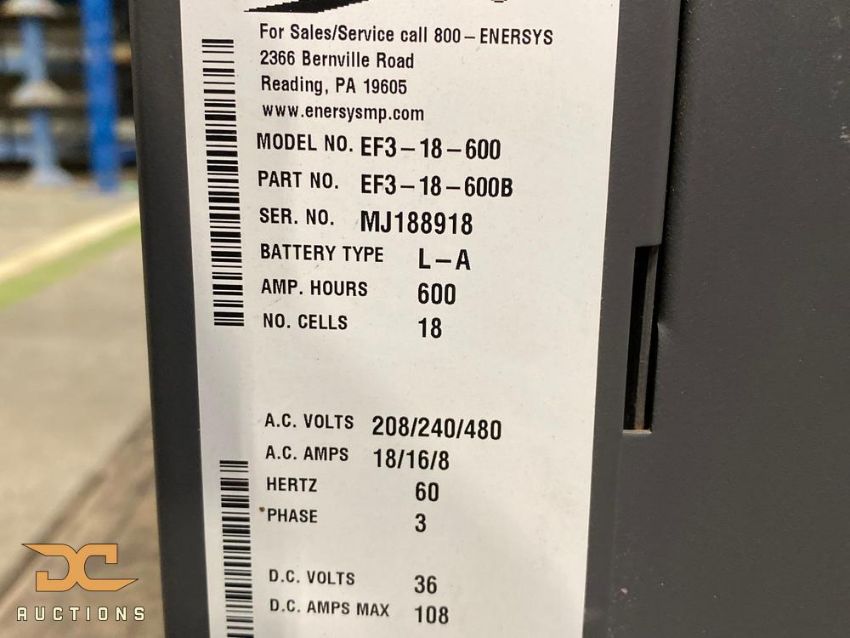 For Sales/Service call 800-ENERSYS
2366 Bernville Road
Reading, PA 19605
www.enersysmp.com
MODEL NO. EF3-18-600
PART NO. EF3-18-600B
SER. NO. MJ188918
BATTERY TYPE L-A
AMP. HOURS 600
NO. CELLS 18
A.C. VOLTS 208/240/480
A.C. AMPS 18/16/8
HERTZ 60
PHASE 3
D.C. VOLTS 36
D.C. AMPS MAX 108
DC
AUCTIONS